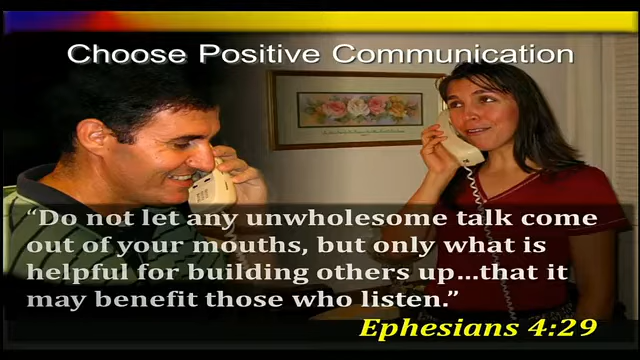 Choose Positive Communication
“Do not let any unwholesome talk come
out of your mouths, but only what is
helpful for building others up...that it
may benefit those who listen.”
Ephesians 4:29